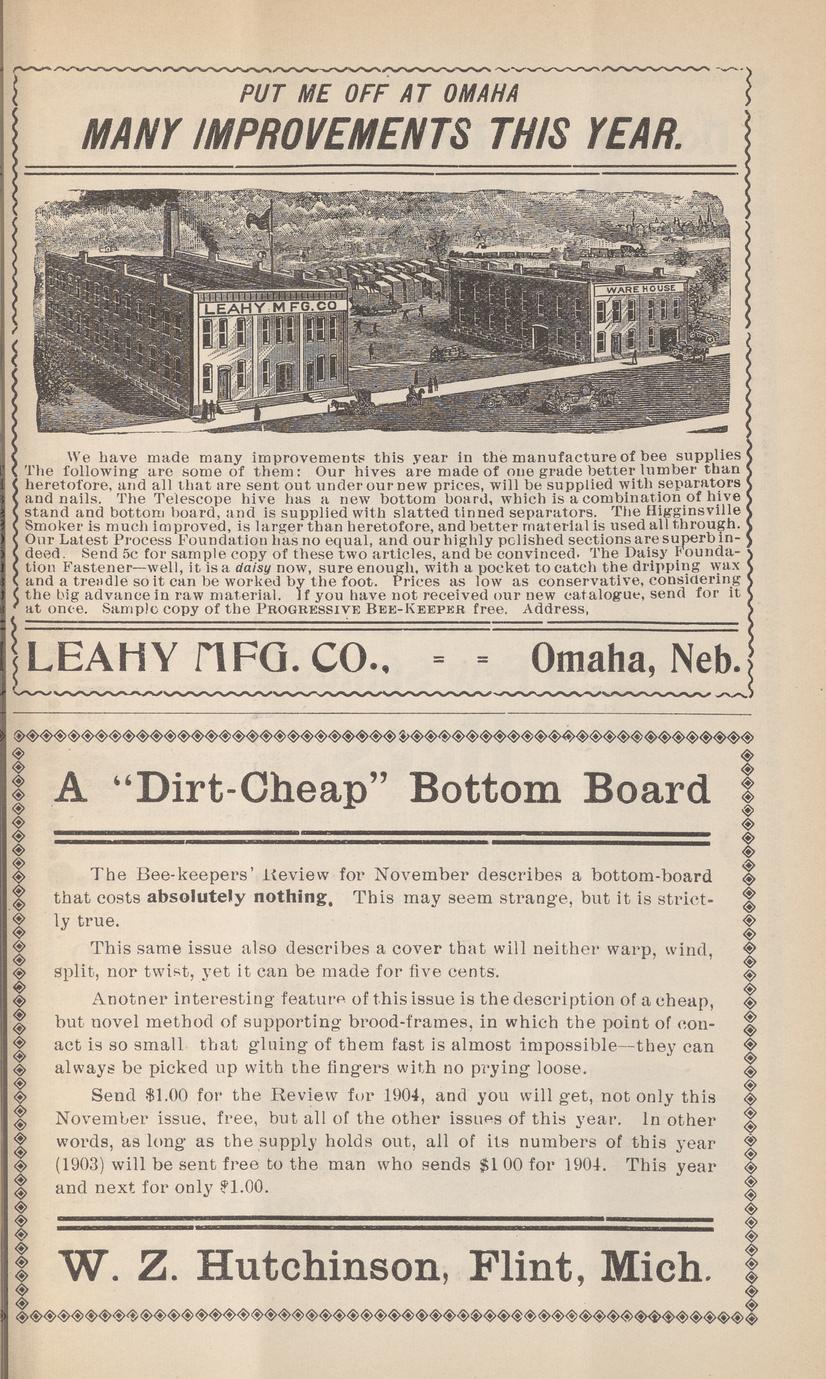 PUT ME OFF AT OMAHA
MANY IMPROVEMENTS THIS YEAR.
LEAHY MFG. CO
WARE HOUSE
We have made many improvements this year in the manufacture of bee supplies
The following are some of them: Our hives are made of one grade better lumber than
heretofore, and all that are sent out under our new prices, will be supplied with separators
and nails. The Telescope hive has a new bottom board, which is a combination of hive
stand and bottom board, and is supplied with slatted tinned separators. The Higginsville
Smoker is much improved, is larger than heretofore, and better material is used all through.
Our Latest Process Foundation has no equal, and our highly polished sections are superb in-
deed. Send 5c for sample copy of these two articles, and be convinced. The Daisy Founda-
tion Fastener—well, it is a daisy now, sure enough, with a pocket to catch the dripping wax
and a treadle so it can be worked by the foot. Prices as low as conservative, considering
the big advance in raw material. If you have not received our new catalogue, send for it
at once. Sample copy of the PROGRESSIVE BEE-KEEPER free. Address,
LEAHY MFG. CO., = = Omaha, Neb.
A "Dirt-Cheap" Bottom Board
The Bee-keepers' Review for November describes a bottom-board
that costs absolutely nothing. This may seem strange, but it is strict-
ly true.
This same issue also describes a cover that will neither warp, wind,
split, nor twist, yet it can be made for five cents.
Anotner interesting feature of this issue is the description of a cheap,
but novel method of supporting brood-frames, in which the point of con-
act is so small that gluing of them fast is almost impossible—they can
always be picked up with the fingers with no prying loose.
Send $1.00 for the Review for 1904, and you will get, not only this
November issue, free, but all of the other issues of this year. In other
words, as long as the supply holds out, all of its numbers of this year
(1903) will be sent free to the man who sends $1 00 for 1904. This year
and next for only $1.00.
W. Z. Hutchinson, Flint, Mich.